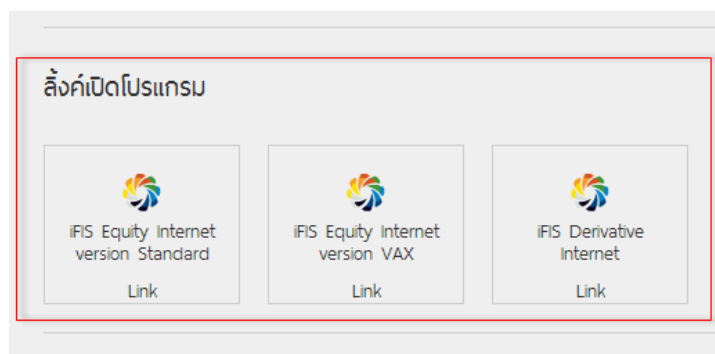 ลิ้งค์เปิดโปรแกรม
iFIS Equity Internet
version Standard
Link
iFIS Equity Internet
version VAX
Link
iFIS Derivative
Internet
Link